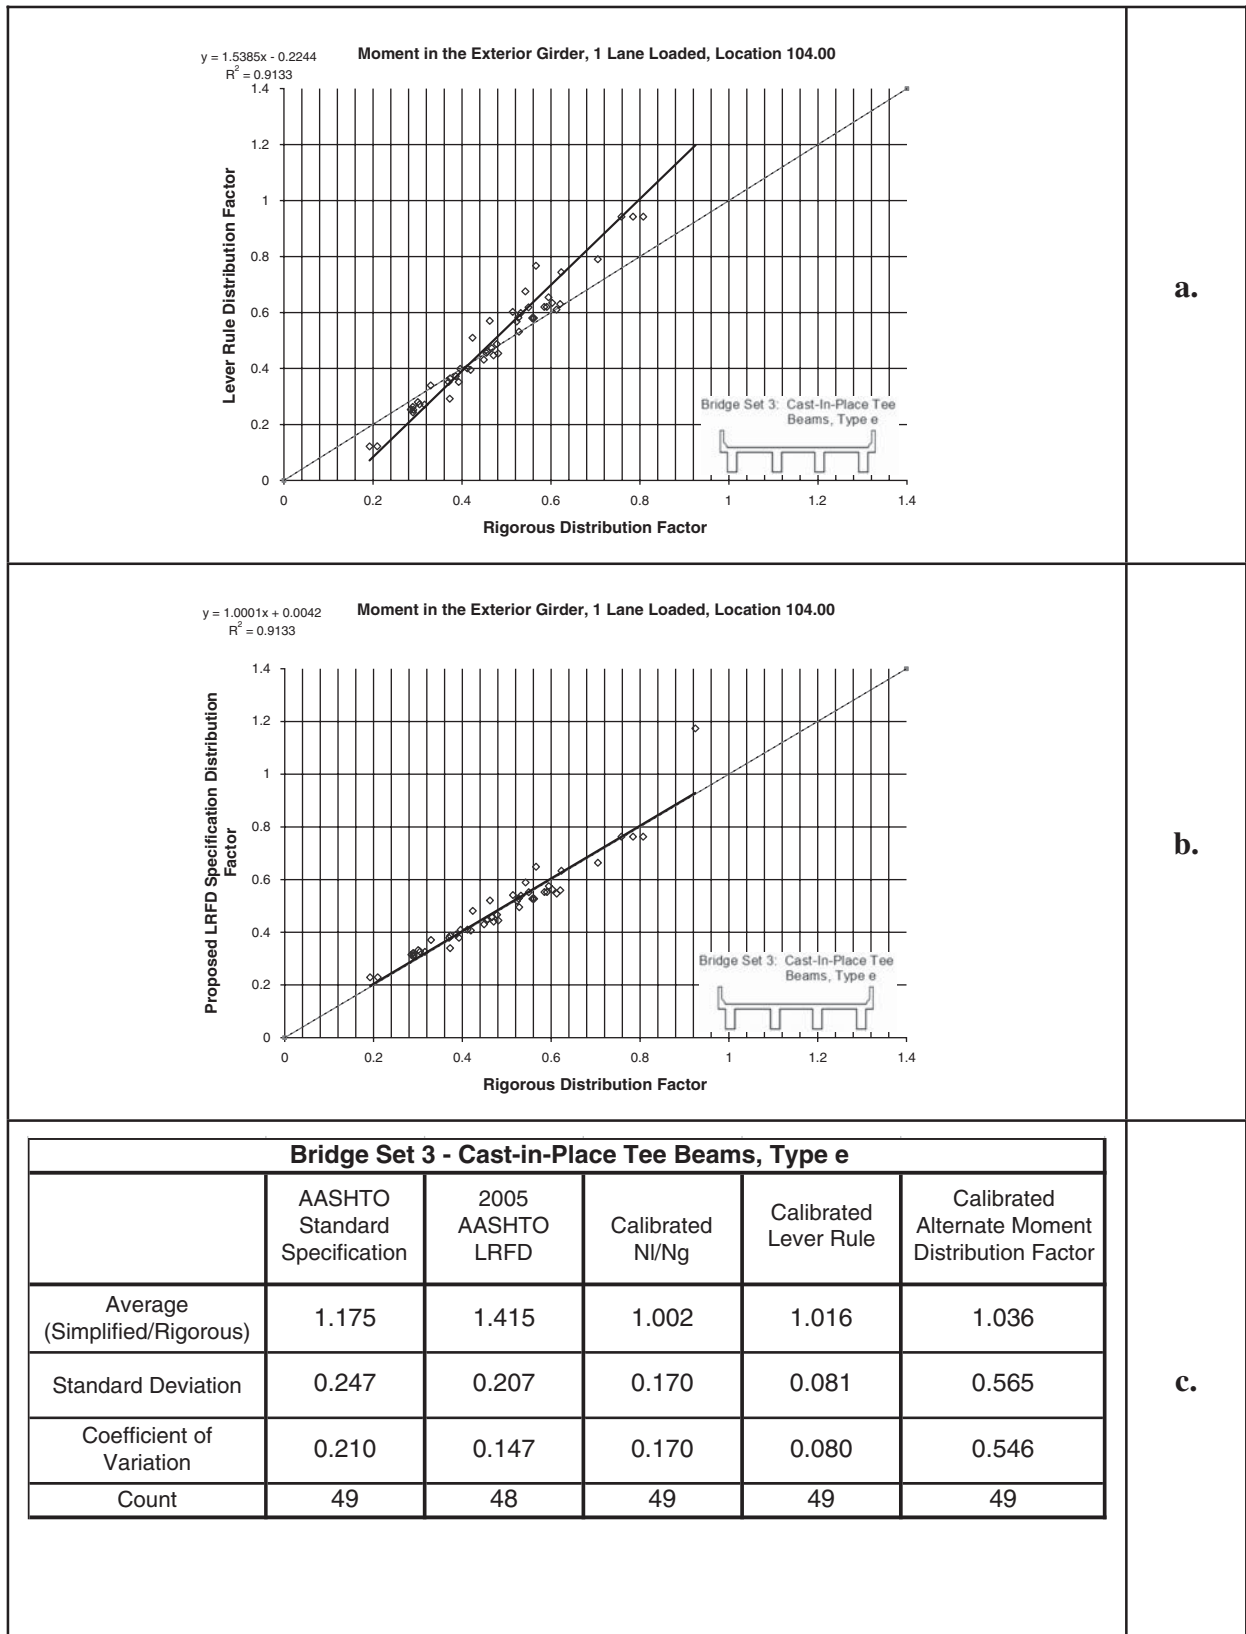 y = 1.5385x - 0.2244
R² = 0.9133
Moment in the Exterior Girder, 1 Lane Loaded, Location 104.00
1.4
1.2
1
0.8
0.6
0.4
0.2
0
Lever Rule Distribution Factor
0 0.2 0.4 0.6 0.8 1 1.2 1.4
Rigorous Distribution Factor
Bridge Set 3: Cast-In-Place Tee
Beams, Type e
a.
y = 1.0001x + 0.0042
R² = 0.9133
Moment in the Exterior Girder, 1 Lane Loaded, Location 104.00
1.4
1.2
1
0.8
0.6
0.4
0.2
0
Proposed LRFD Specification Distribution
Factor
0 0.2 0.4 0.6 0.8 1 1.2 1.4
Rigorous Distribution Factor
Bridge Set 3: Cast-In-Place Tee
Beams, Type e
b.
Bridge Set 3 - Cast-in-Place Tee Beams, Type e
AASHTO
Standard
Specification
2005
AASHTO
LRFD
Calibrated
Nl/Ng
Calibrated
Lever Rule
Calibrated
Alternate Moment
Distribution Factor
Average
(Simplified/Rigorous)
1.175 1.415 1.002 1.016 1.036
Standard Deviation 0.247 0.207 0.170 0.081 0.565
Coefficient of
Variation
0.210 0.147 0.170 0.080 0.546
Count 49 48 49 49 49
c.